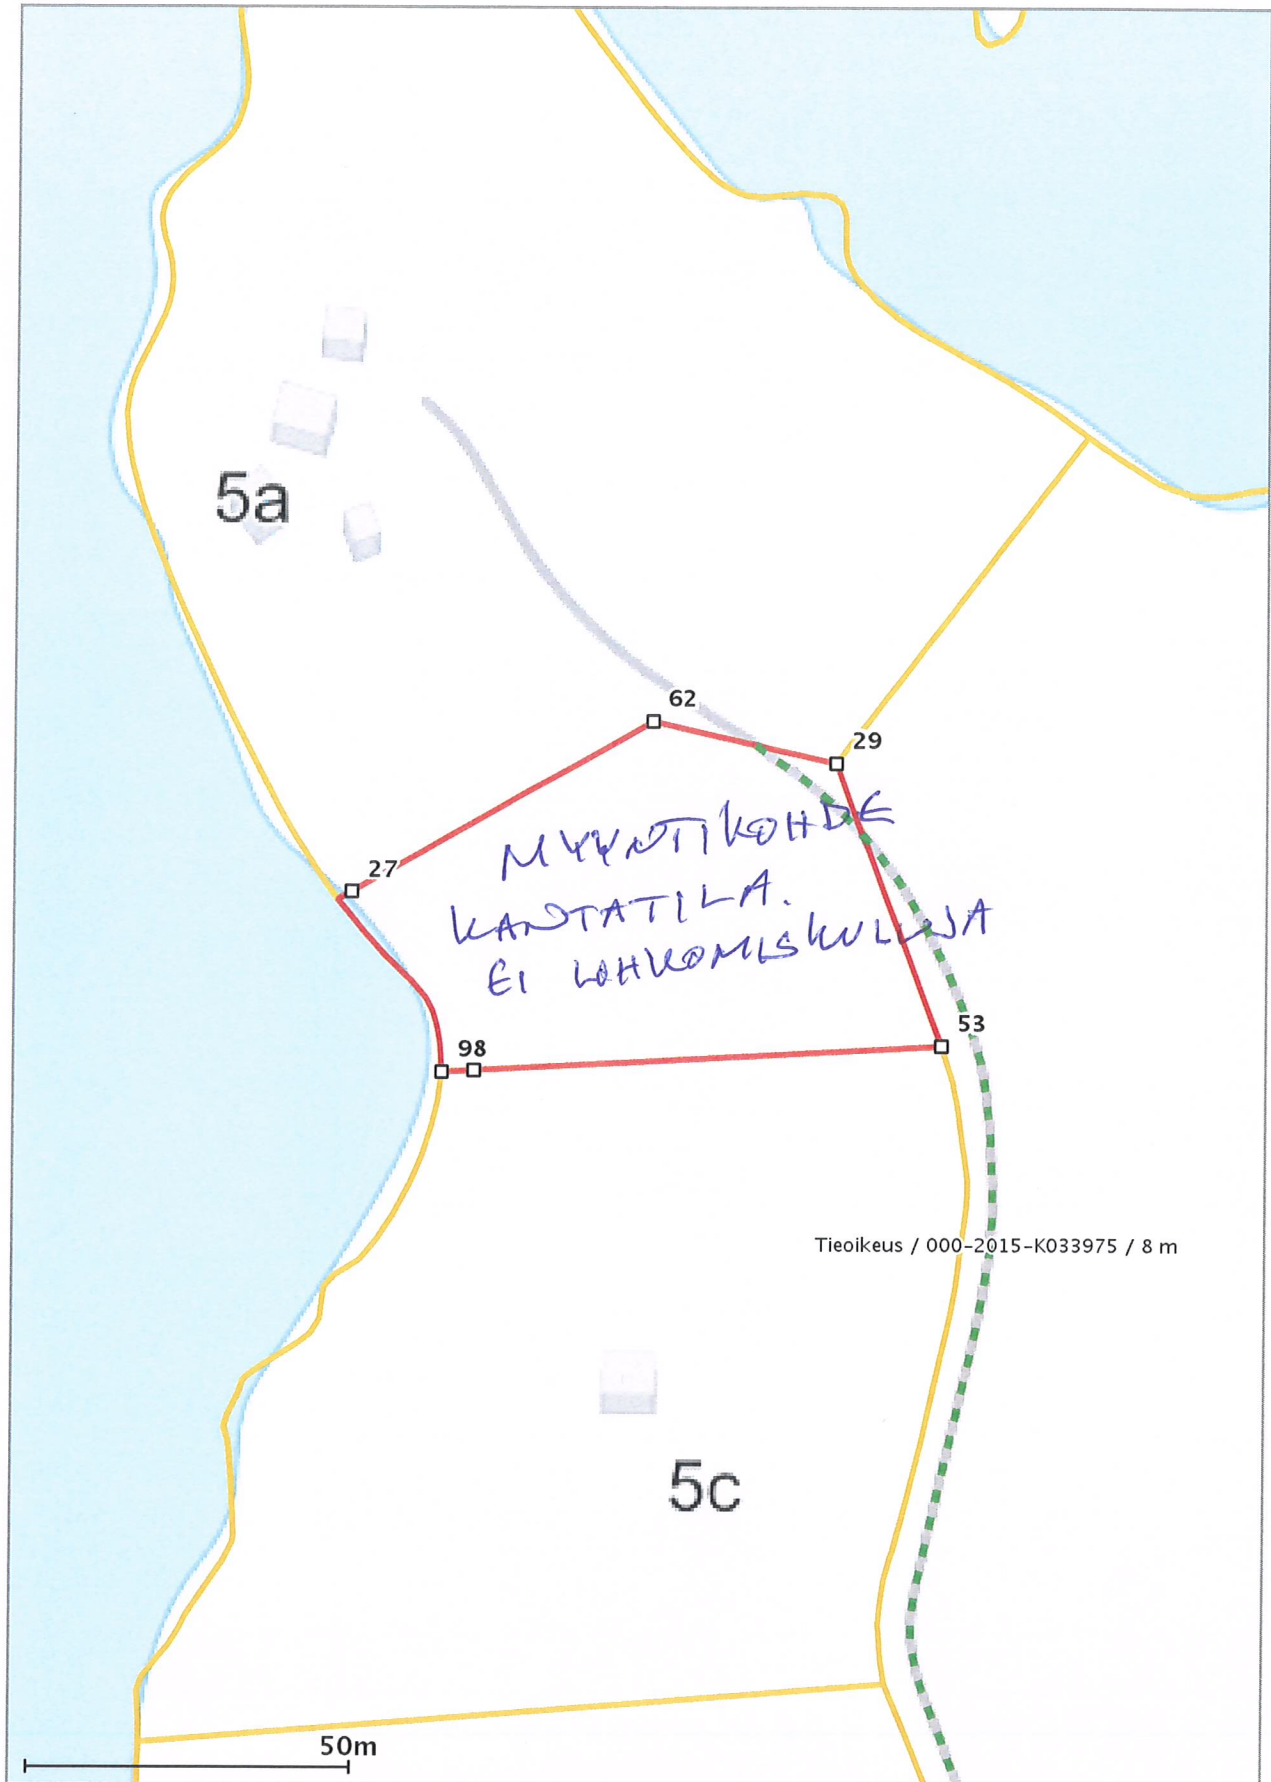 5a
62
29
27
MYYNTIKOHDE
KANTATILA.
EI LOHKOMISKULUJA
53
98
Tieoikeus / 000-2015-K033975 / 8 m
5c
50m